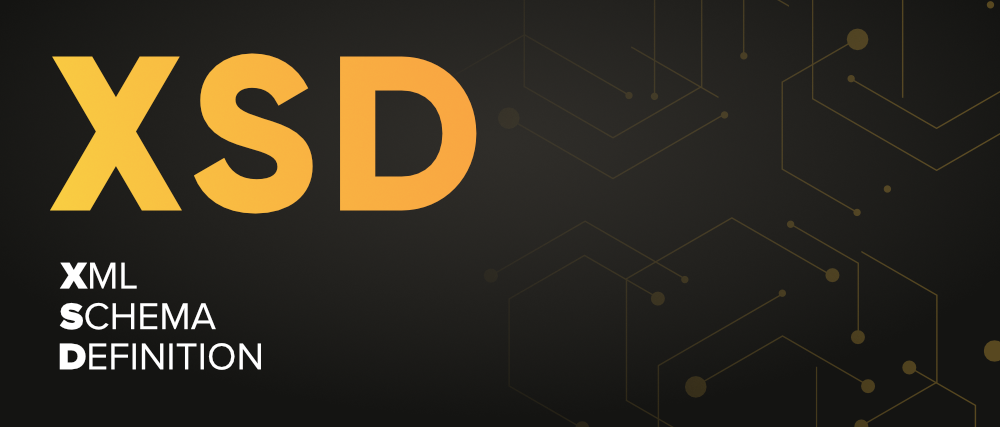 XSD
XML
SCHEMA
DEFINITION